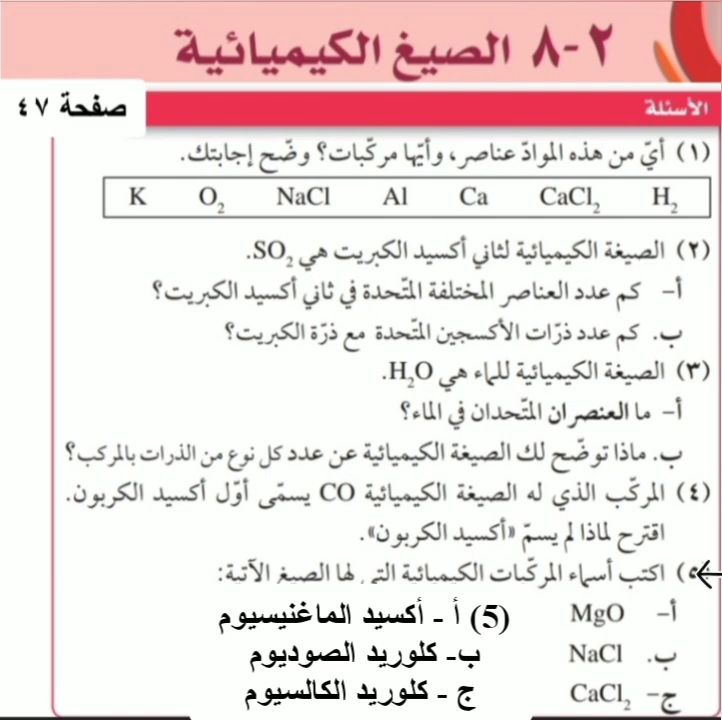 ٢-٨ الصيغ الكيميائية
صفحة ٤٧
الأسئلة
(١) أيّ من هذه الموادّ عناصر، وأيّها مركّبات؟ وضّح إجابتك.
K O₂ NaCl Al Ca CaCl₂ H₂
(٢) الصيغة الكيميائية لثاني أكسيد الكبريت هي SO₂.
أ- كم عدد العناصر المختلفة المتّحدة في ثاني أكسيد الكبريت؟
ب. كم عدد ذرّات الأكسجين المتّحدة مع ذرّة الكبريت؟
(٣) الصيغة الكيميائية للماء هي H₂O.
أ- ما العنصران المتّحدان في الماء؟
ب. ماذا توضّح لك الصيغة الكيميائية عن عدد كل نوع من الذرات بالمركب؟
(٤) المركّب الذي له الصيغة الكيميائية CO يسمّى أوّل أكسيد الكربون.
اقترح لماذا لم يسمّ «أكسيد الكربون».
(٥) اكتب أسماء المركّبات الكيميائية التي لها الصيغ الآتية:
أ- MgO (5) أ - أكسيد الماغنيسيوم
ب. NaCl ب- كلوريد الصوديوم
ج- CaCl₂ ج - كلوريد الكالسيوم